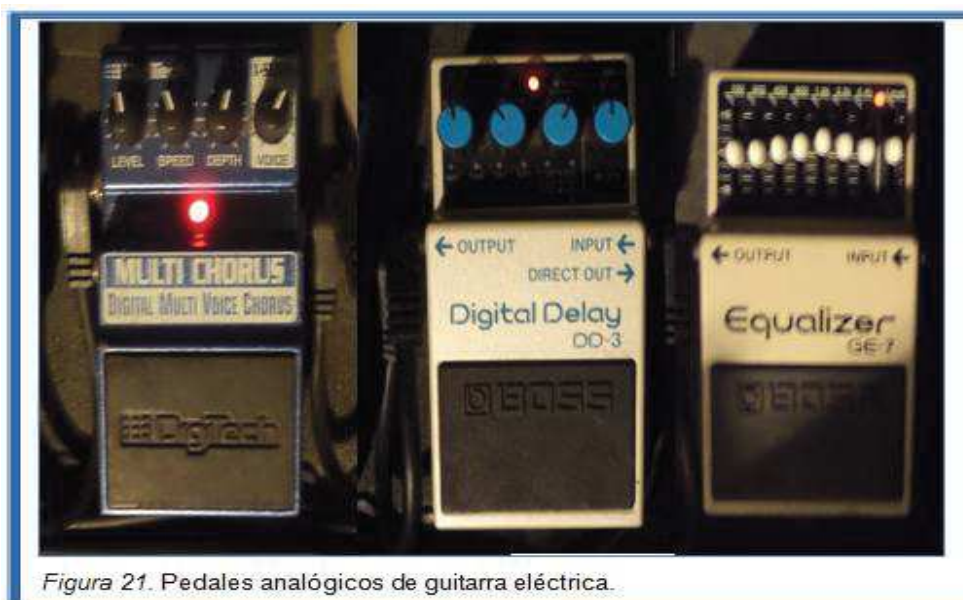 LEVEL SPEED DEPTH VOICE
MULTI CHORUS
DIGITAL MULTI VOICE CHORUS
DigiTech
← OUTPUT INPUT ←
DIRECT OUT →
Digital Delay
DD-3
BOSS
← OUTPUT INPUT ←
Equalizer
GE-7
BOSS
Figura 21. Pedales analógicos de guitarra eléctrica.